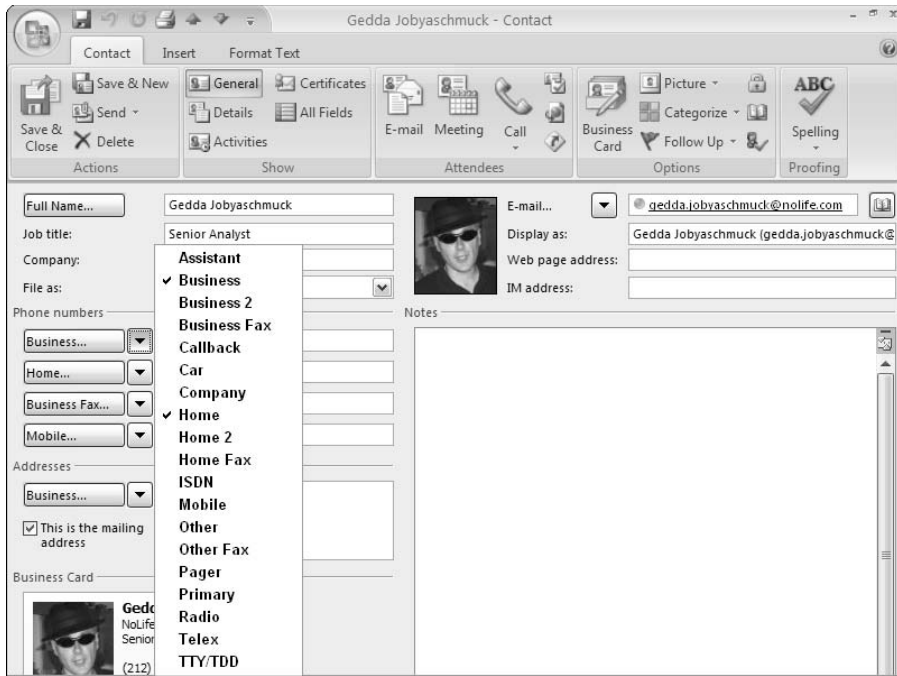 Gedda Jobyaschmuck - Contact
Contact Insert Format Text
Save & Close
Save & New
Send
Delete
Actions
General
Details
Activities
Certificates
All Fields
Show
E-mail
Meeting
Call
Attendees
Business Card
Picture
Categorize
Follow Up
Options
ABC
Spelling
Proofing
Full Name... Gedda Jobyaschmuck
Job title: Senior Analyst
Company:
File as:
E-mail... gedda.jobyaschmuck@nolife.com
Display as: Gedda Jobyaschmuck (gedda.jobyaschmuck@
Web page address:
IM address:
Phone numbers
Business...
Home...
Business Fax...
Mobile...
Addresses
Business...
This is the mailing
address
Assistant
Business
Business 2
Business Fax
Callback
Car
Company
Home
Home 2
Home Fax
ISDN
Mobile
Other
Other Fax
Pager
Primary
Radio
Telex
TTY/TDD
Notes
Business Card
Gedd
NoLife
Senior
(212)